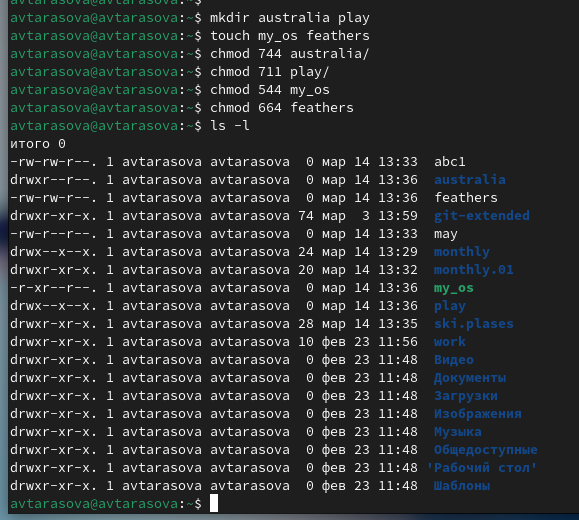 avtarasova@avtarasova:~$ mkdir australia play
avtarasova@avtarasova:~$ touch my_os feathers
avtarasova@avtarasova:~$ chmod 744 australia/
avtarasova@avtarasova:~$ chmod 711 play/
avtarasova@avtarasova:~$ chmod 544 my_os
avtarasova@avtarasova:~$ chmod 664 feathers
avtarasova@avtarasova:~$ ls -l
итого 0
-rw-rw-r--. 1 avtarasova avtarasova  0 мар 14 13:33  abc1
drwxr--r--. 1 avtarasova avtarasova  0 мар 14 13:36  australia
-rw-rw-r--. 1 avtarasova avtarasova  0 мар 14 13:36  feathers
drwxr-xr-x. 1 avtarasova avtarasova 74 мар  3 13:59  git-extended
-rw-r--r--. 1 avtarasova avtarasova  0 мар 14 13:33  may
drwx--x--x. 1 avtarasova avtarasova 24 мар 14 13:29  monthly
drwxr-xr-x. 1 avtarasova avtarasova 20 мар 14 13:32  monthly.01
-r-xr--r--. 1 avtarasova avtarasova  0 мар 14 13:36  my_os
drwx--x--x. 1 avtarasova avtarasova  0 мар 14 13:36  play
drwxr-xr-x. 1 avtarasova avtarasova 28 мар 14 13:35  ski.plases
drwxr-xr-x. 1 avtarasova avtarasova 10 фев 23 11:56  work
drwxr-xr-x. 1 avtarasova avtarasova  0 фев 23 11:48  Видео
drwxr-xr-x. 1 avtarasova avtarasova  0 фев 23 11:48  Документы
drwxr-xr-x. 1 avtarasova avtarasova  0 фев 23 11:48  Загрузки
drwxr-xr-x. 1 avtarasova avtarasova  0 фев 23 11:48  Изображения
drwxr-xr-x. 1 avtarasova avtarasova  0 фев 23 11:48  Музыка
drwxr-xr-x. 1 avtarasova avtarasova  0 фев 23 11:48  Общедоступные
drwxr-xr-x. 1 avtarasova avtarasova  0 фев 23 11:48 'Рабочий стол'
drwxr-xr-x. 1 avtarasova avtarasova  0 фев 23 11:48  Шаблоны
avtarasova@avtarasova:~$